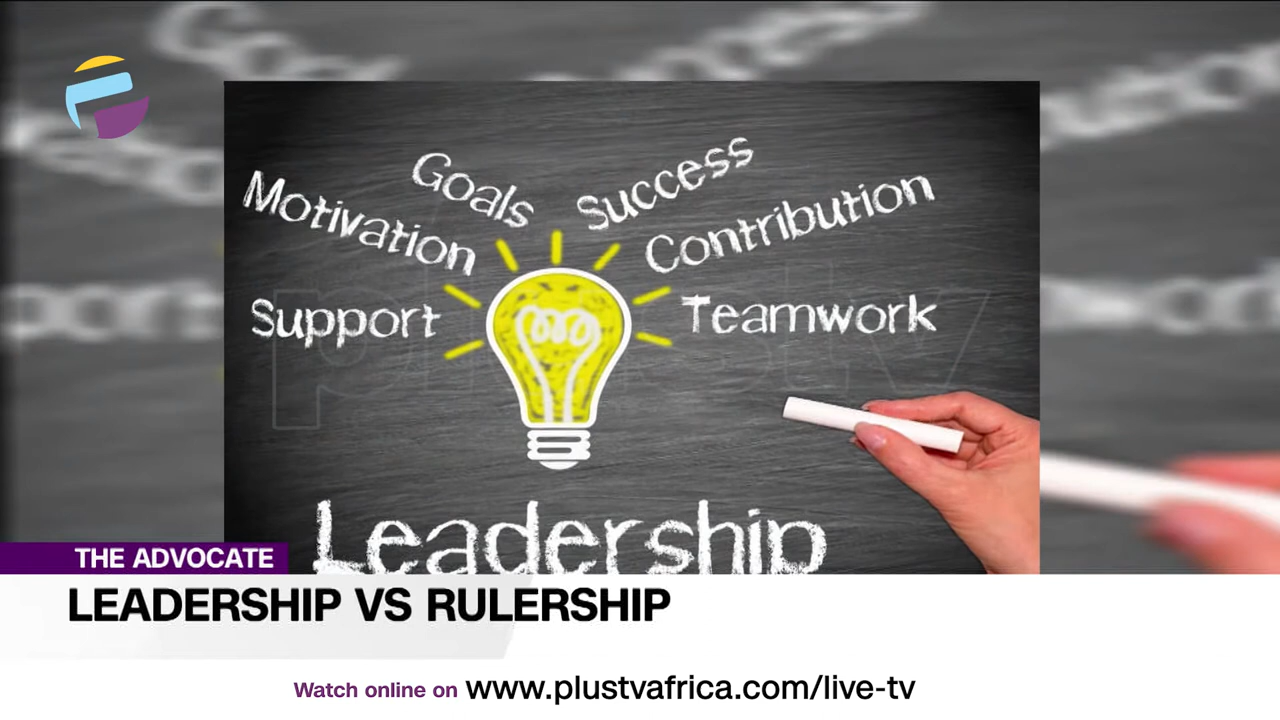 Goals
Success
Motivation
Contribution
Support
Teamwork
plustv
Leadership
THE ADVOCATE
LEADERSHIP VS RULERSHIP
Watch online on www.plustvafrica.com/live-tv